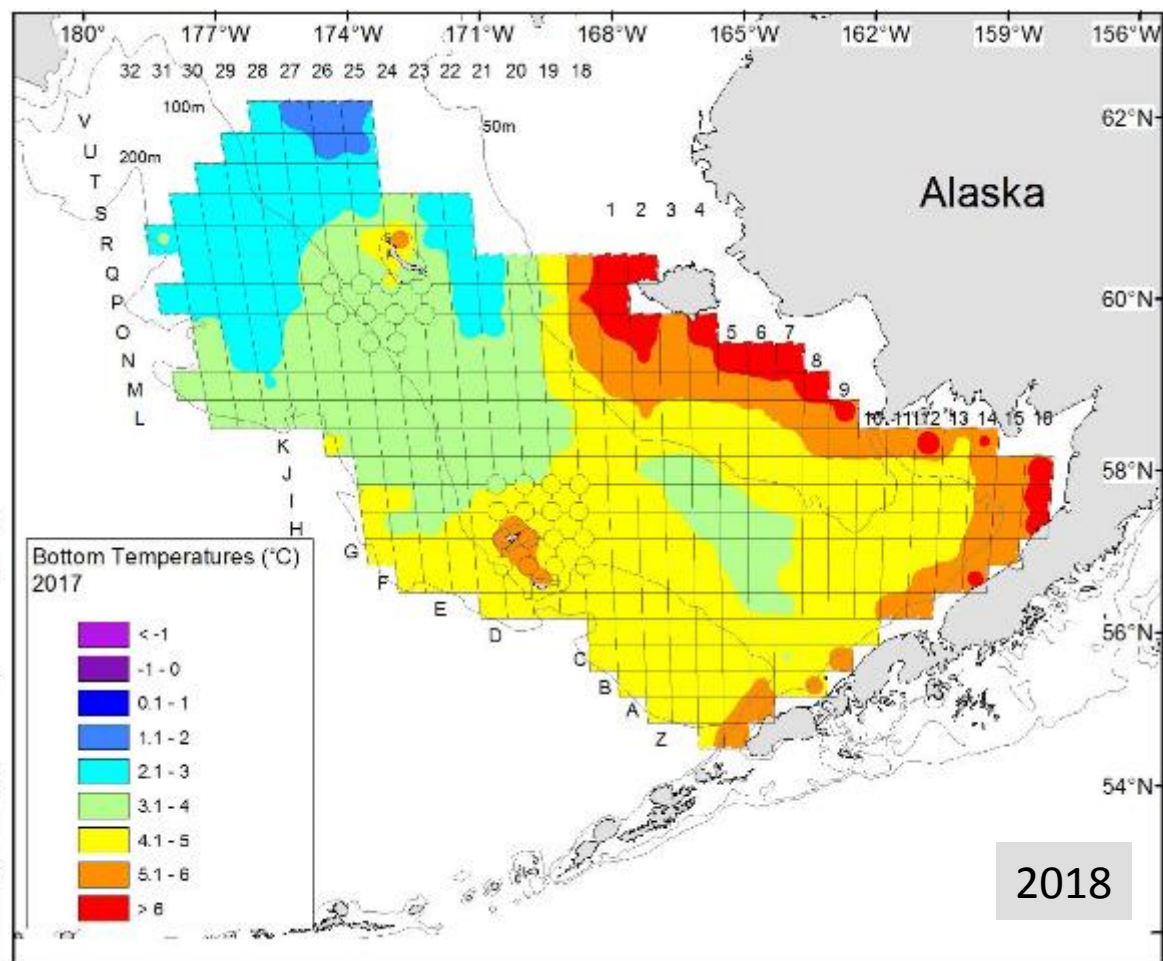 180° 177°W 174°W 171°W 168°W 165°W 162°W 159°W 156°W
32 31 30 29 28 27 26 25 24 23 22 21 20 19 18
100m
50m
62°N
V
U
200m
T
Alaska
S
1 2 3 4
R
Q
P
60°N
O
5 6 7
N
M
8
L
9
10 11 12 13 14 15 16
K
58°N
J
I
H
Bottom Temperatures (°C)
2017
G
F
E
D
56°N
C
B
A
Z
54°N
< -1
-1 - 0
0.1 - 1
1.1 - 2
2.1 - 3
3.1 - 4
4.1 - 5
5.1 - 6
> 6
2018